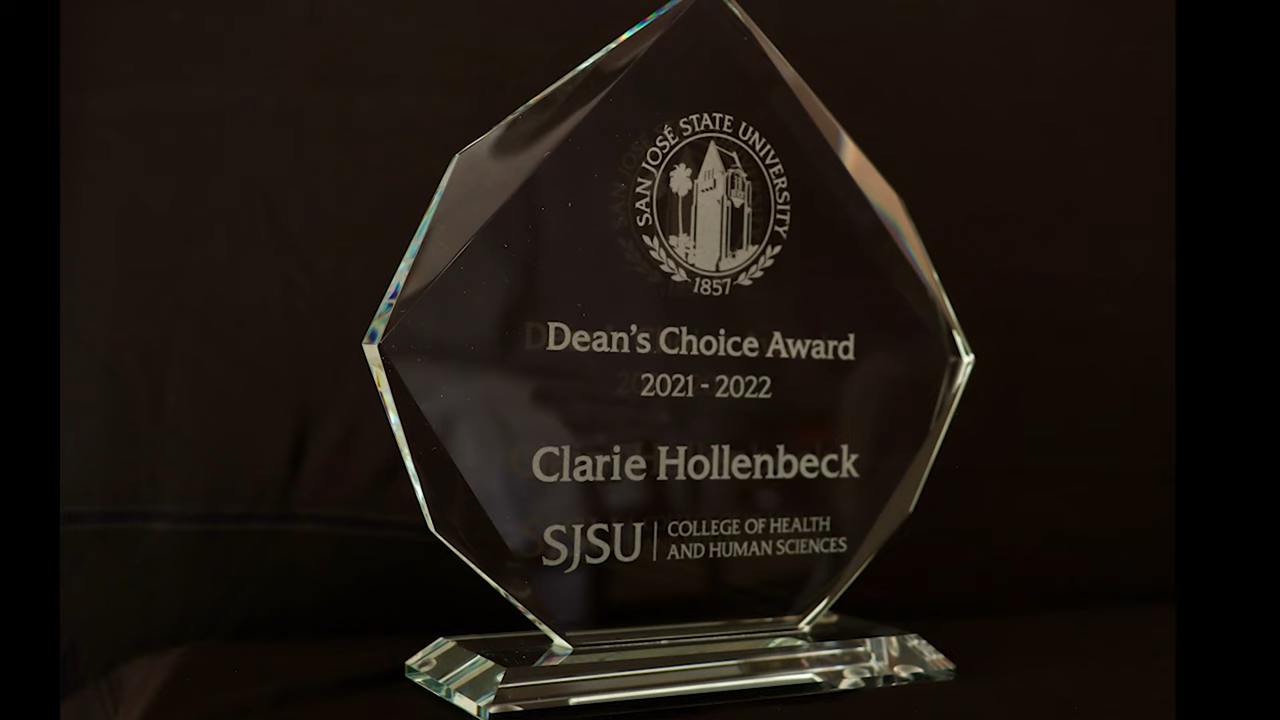 SAN JOSÉ STATE UNIVERSITY
1857
Dean's Choice Award
2021 - 2022
Clarie Hollenbeck
SJSU | COLLEGE OF HEALTH
AND HUMAN SCIENCES